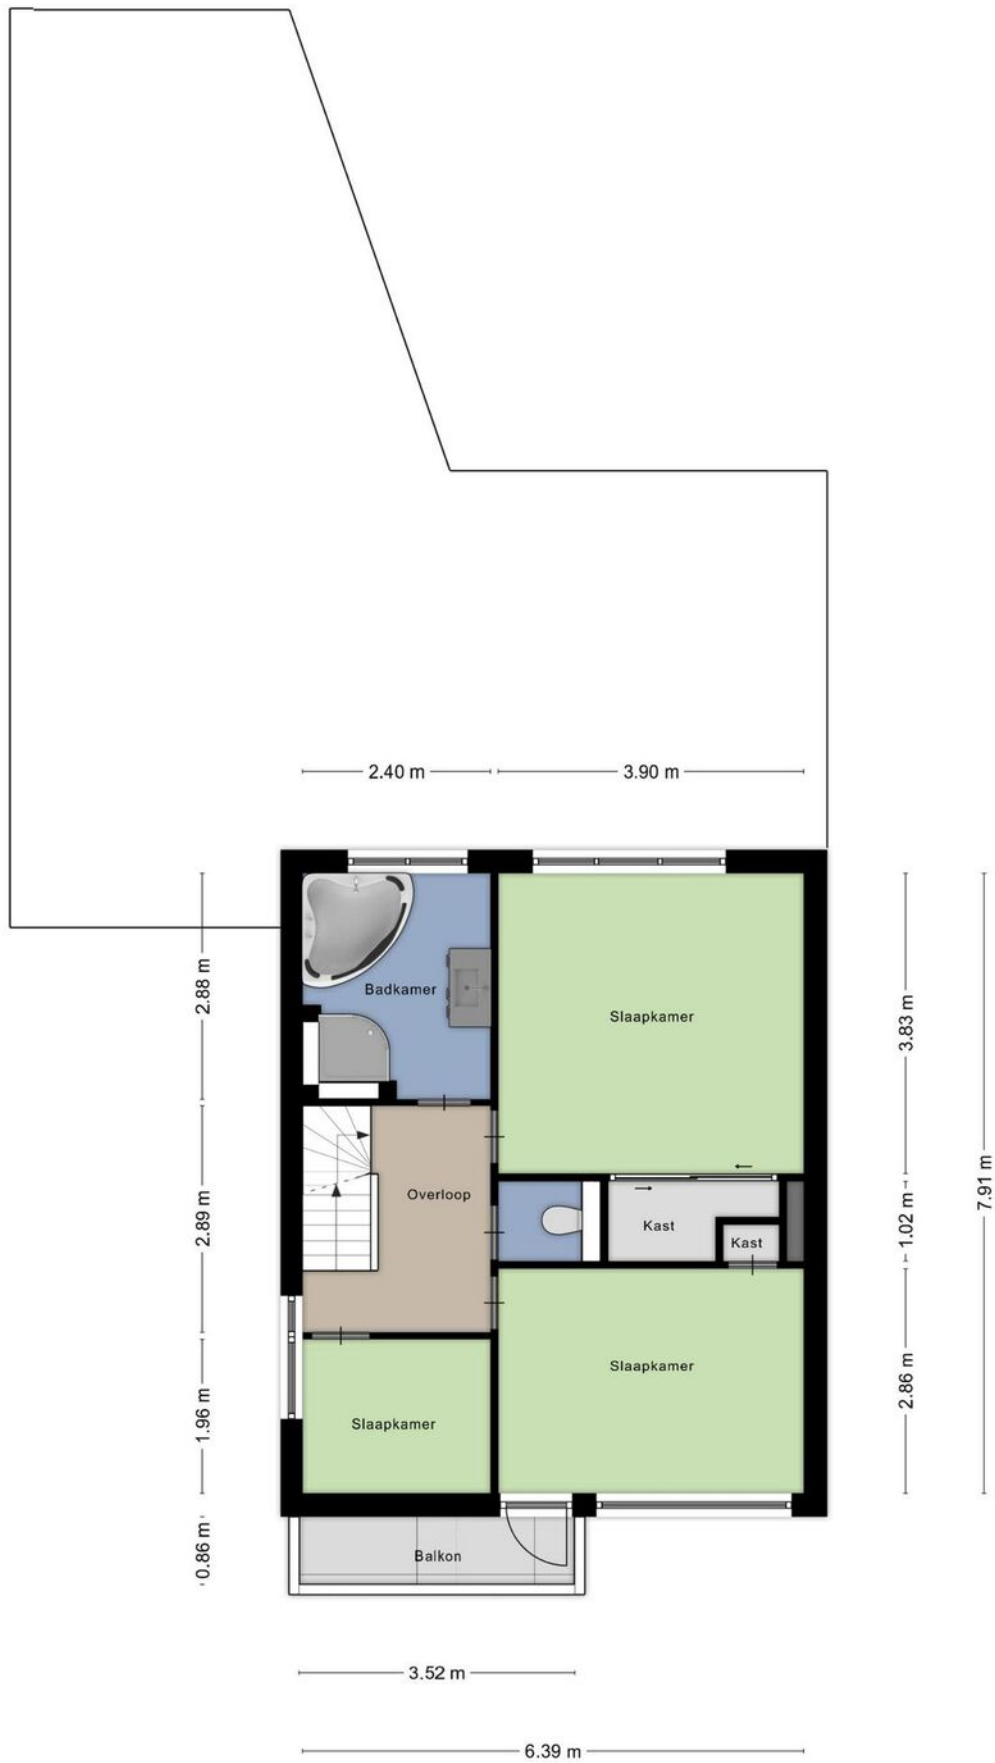 2.40 m
3.90 m
2.88 m
Badkamer
Slaapkamer
3.83 m
7.91 m
2.89 m
Overloop
Kast
Kast
1.02 m
Slaapkamer
2.86 m
Slaapkamer
1.96 m
Balkon
0.86 m
3.52 m
6.39 m